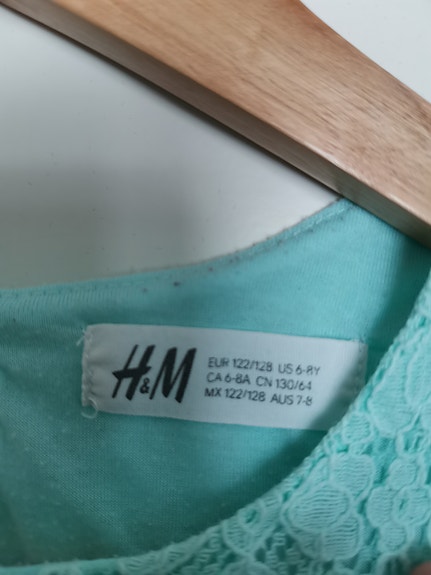 H&M
EUR 122/128 US 6-8Y
CA 6-8A CN 130/64
MX 122/128 AUS 7-8